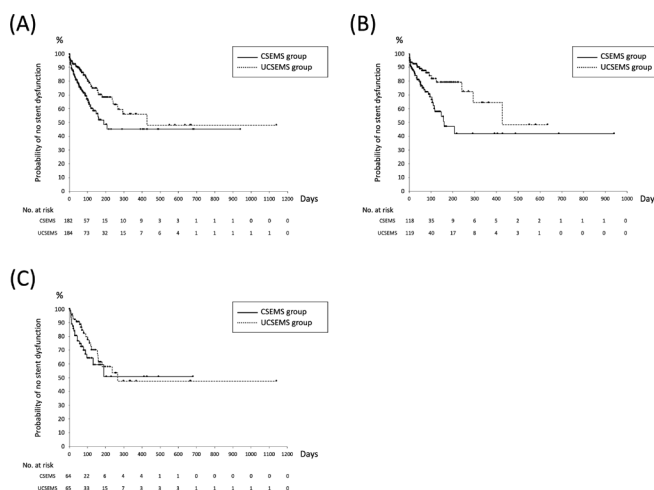 (A)
%
CSEMS group
UCSEMS group
Probability of no stent dysfunction
100
90
80
70
60
50
40
30
20
10
0
0 100 200 300 400 500 600 700 800 900 1000 1100 1200 Days
No. at risk
CSEMS 182 57 15 10 9 3 3 1 1 1 0 0 0
UCSEMS 184 73 32 15 7 6 4 1 1 1 1 1 0
(B)
%
CSEMS group
UCSEMS group
Probability of no stent dysfunction
100
90
80
70
60
50
40
30
20
10
0
0 100 200 300 400 500 600 700 800 900 1000 Days
No. at risk
CSEMS 118 35 9 6 5 2 2 1 1 1 0
UCSEMS 119 40 17 8 4 3 1 0 0 0 0
(C)
%
CSEMS group
UCSEMS group
Probability of no stent dysfunction
100
90
80
70
60
50
40
30
20
10
0
0 100 200 300 400 500 600 700 800 900 1000 1100 1200 Days
No. at risk
CSEMS 64 22 6 4 4 1 1 0 0 0 0 0 0
UCSEMS 65 33 15 7 3 3 3 1 1 1 1 1 0